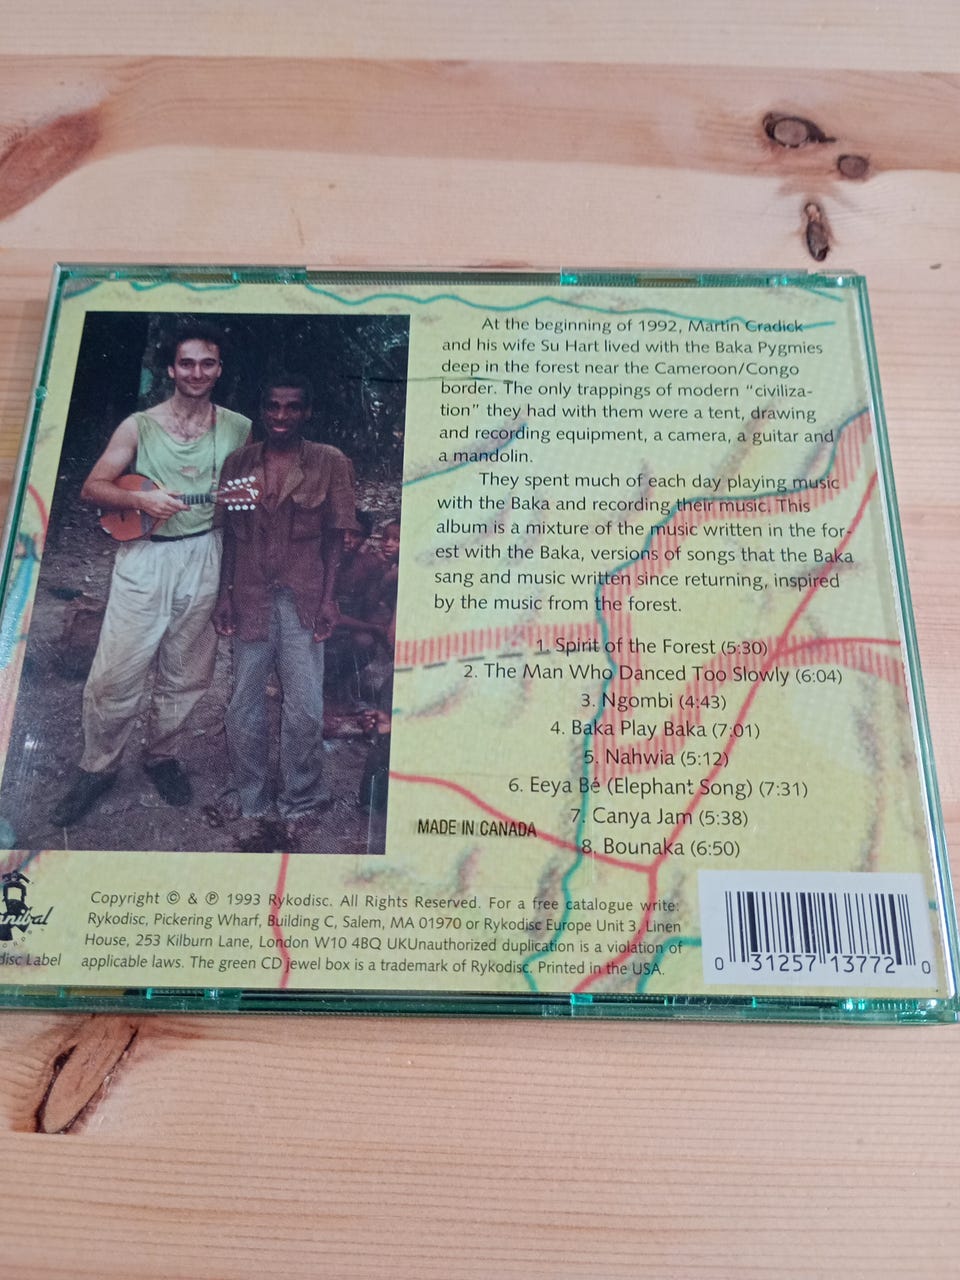 At the beginning of 1992, Martin Cradick
and his wife Su Hart lived with the Baka Pygmies
deep in the forest near the Cameroon/Congo
border. The only trappings of modern "civiliza-
tion" they had with them were a tent, drawing
and recording equipment, a camera, a guitar and
a mandolin.
They spent much of each day playing music
with the Baka and recording their music. This
album is a mixture of the music written in the for-
est with the Baka, versions of songs that the Baka
sang and music written since returning, inspired
by the music from the forest.
1. Spirit of the Forest (5:30)
2. The Man Who Danced Too Slowly (6:04)
3. Ngombi (4:43)
4. Baka Play Baka (7:01)
5. Nahwia (5:12)
6. Eeya Bé (Elephant Song) (7:31)
7. Canya Jam (5:38)
8. Bounaka (6:50)
MADE IN CANADA
Copyright © & ℗ 1993 Rykodisc. All Rights Reserved. For a free catalogue write:
Rykodisc, Pickering Wharf, Building C, Salem, MA 01970 or Rykodisc Europe Unit 3, Linen
House, 253 Kilburn Lane, London W10 4BQ UKUnauthorized duplication is a violation of
applicable laws. The green CD jewel box is a trademark of Rykodisc. Printed in the USA.
nnibal
disc Label
0 31257 13772 0